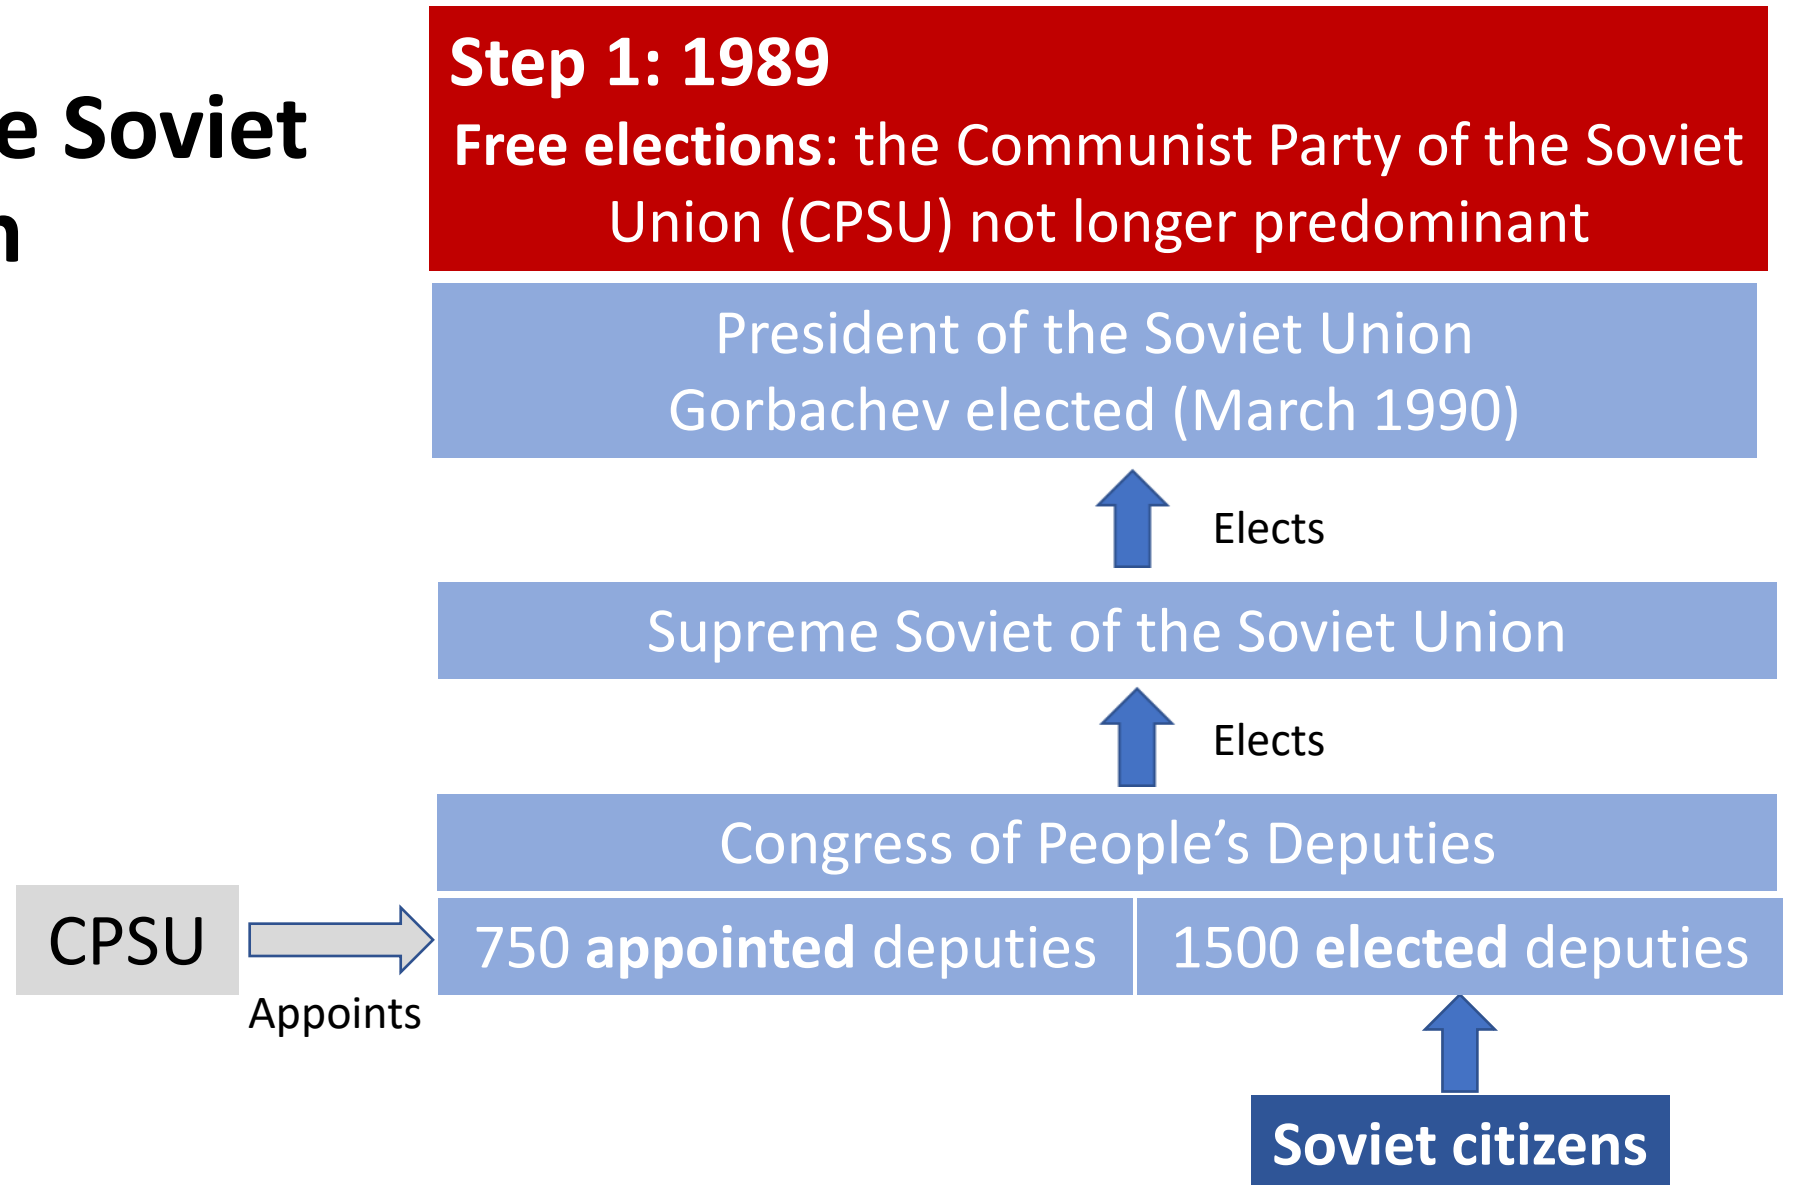 e Soviet
n
Step 1: 1989
Free elections: the Communist Party of the Soviet
Union (CPSU) not longer predominant
President of the Soviet Union
Gorbachev elected (March 1990)
Elects
Supreme Soviet of the Soviet Union
Elects
Congress of People’s Deputies
CPSU
Appoints
750 appointed deputies
1500 elected deputies
Soviet citizens